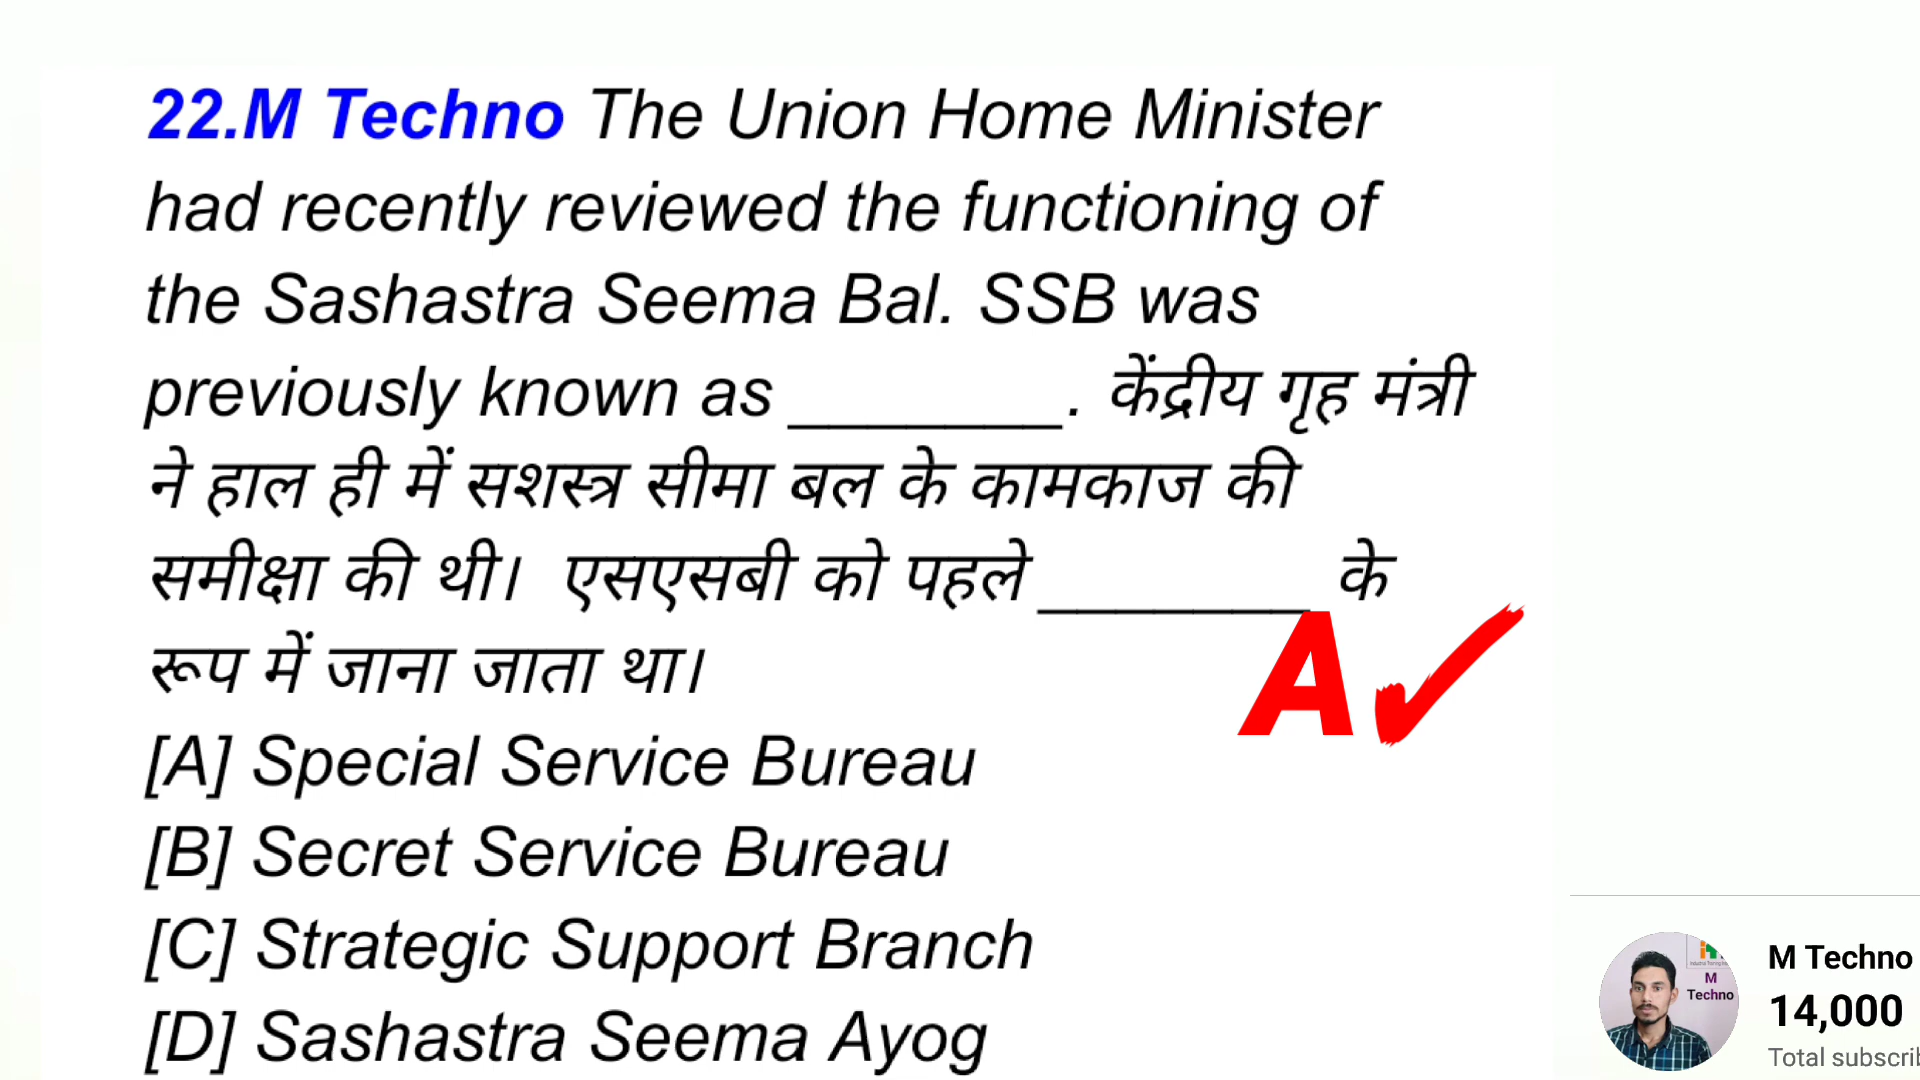 22.M Techno The Union Home Minister
had recently reviewed the functioning of
the Sashastra Seema Bal. SSB was
previously known as ________. केंद्रीय गृह मंत्री
ने हाल ही में सशस्त्र सीमा बल के कामकाज की
समीक्षा की थी। एसएसबी को पहले ________ के
रूप में जाना जाता था।
A✓
[A] Special Service Bureau
[B] Secret Service Bureau
[C] Strategic Support Branch
[D] Sashastra Seema Ayog
M
Techno
M Techno
14,000
Total